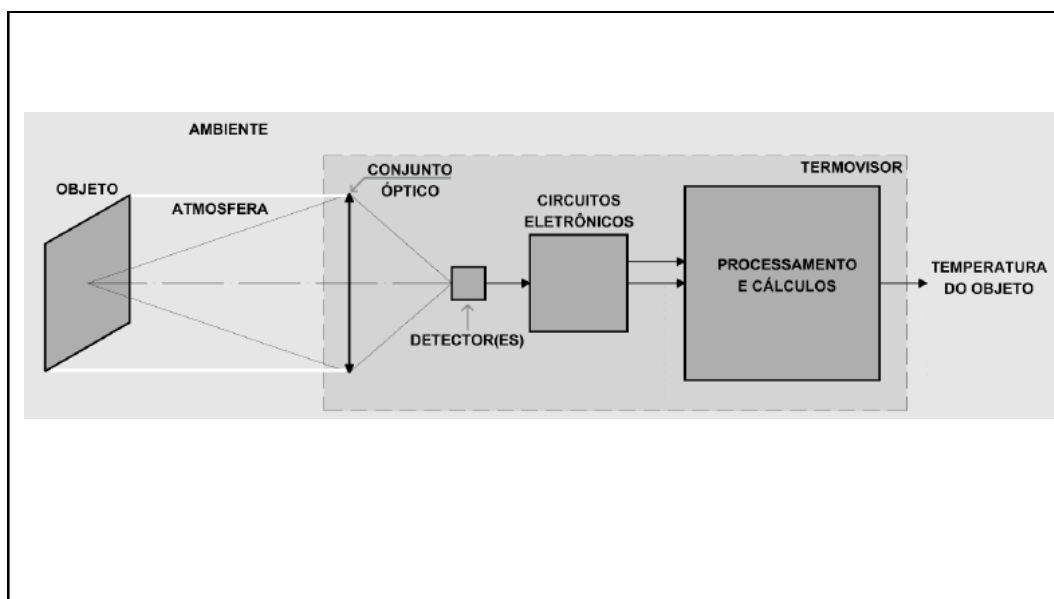 AMBIENTE
TERMOVISOR
OBJETO
ATMOSFERA
CONJUNTO
ÓPTICO
CIRCUITOS
ELETRÔNICOS
DETECTOR(ES)
PROCESSAMENTO
E CÁLCULOS
TEMPERATURA
DO OBJETO